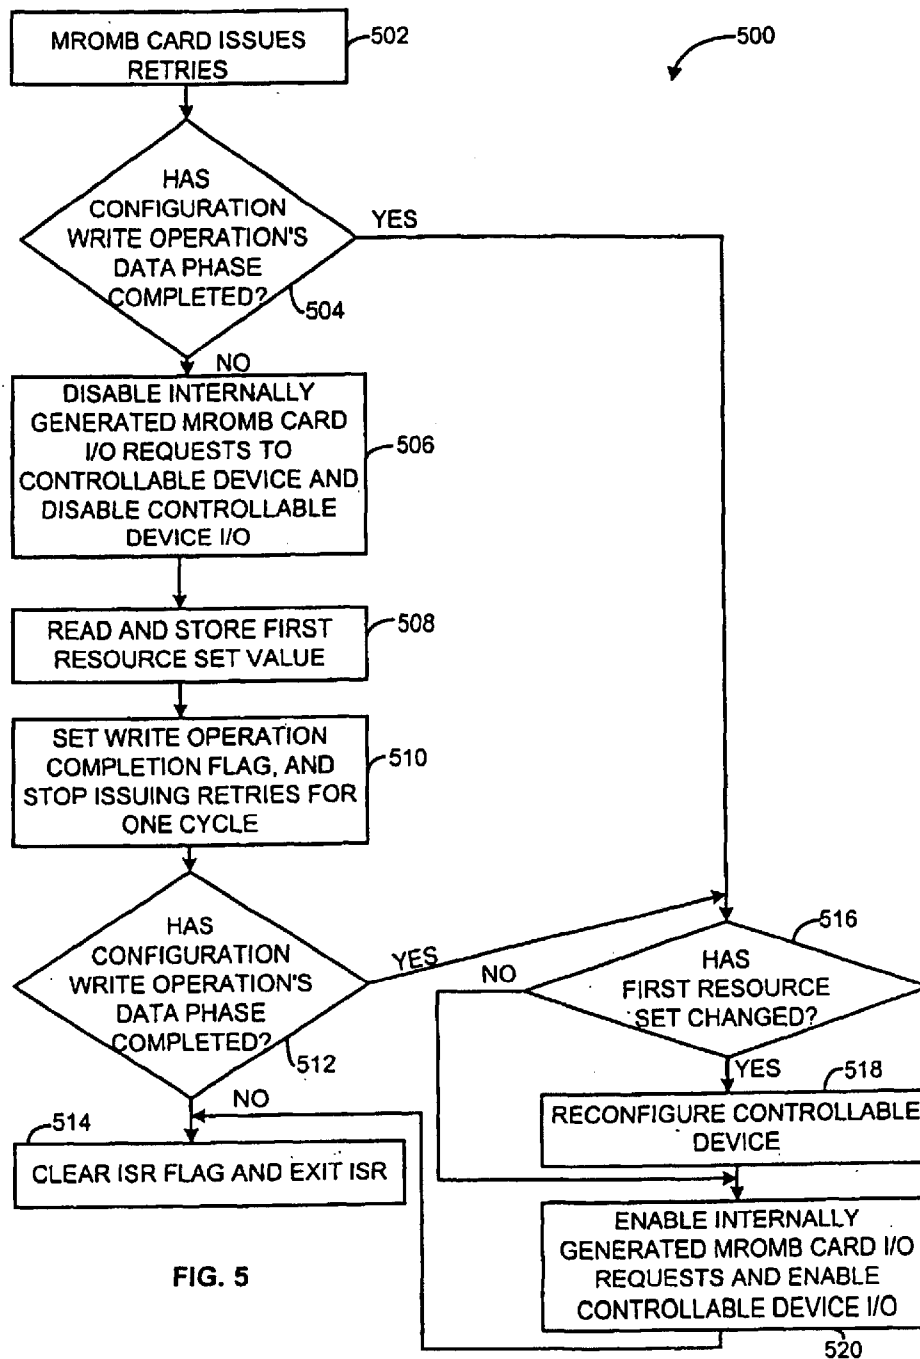 MROMB CARD ISSUES
RETRIES
502
500
HAS
CONFIGURATION
WRITE OPERATION'S
DATA PHASE
COMPLETED?
504
YES
NO
DISABLE INTERNALLY
GENERATED MROMB CARD
I/O REQUESTS TO
CONTROLLABLE DEVICE AND
DISABLE CONTROLLABLE
DEVICE I/O
506
READ AND STORE FIRST
RESOURCE SET VALUE
508
SET WRITE OPERATION
COMPLETION FLAG, AND
STOP ISSUING RETRIES FOR
ONE CYCLE
510
HAS
CONFIGURATION
WRITE OPERATION'S
DATA PHASE
COMPLETED?
512
YES
NO
514
CLEAR ISR FLAG AND EXIT ISR
516
HAS
FIRST RESOURCE
SET CHANGED?
NO
YES
518
RECONFIGURE CONTROLLABLE
DEVICE
ENABLE INTERNALLY
GENERATED MROMB CARD I/O
REQUESTS AND ENABLE
CONTROLLABLE DEVICE I/O
520
FIG. 5